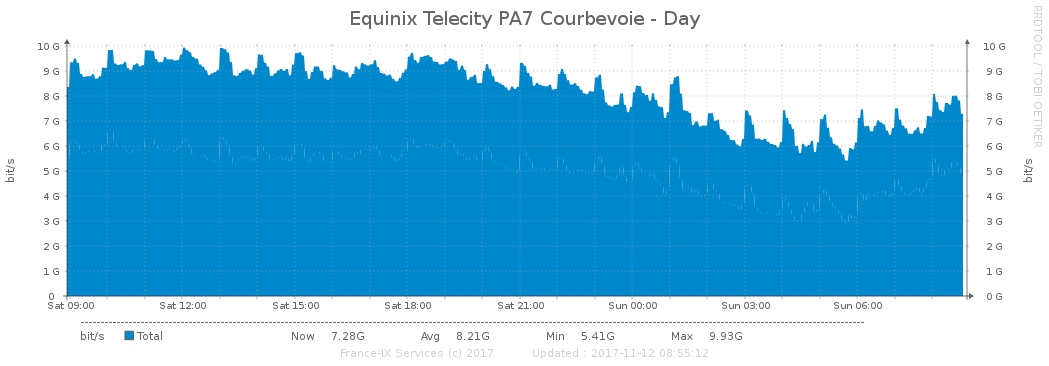 Equinix Telecity PA7 Courbevoie - Day
RRDTOOL / TOBI OETIKER
bit/s
bit/s
10 G 10 G
9 G 9 G
8 G 8 G
7 G 7 G
6 G 6 G
5 G 5 G
4 G 4 G
3 G 3 G
2 G 2 G
1 G 1 G
0 0 G
Sat 09:00 Sat 12:00 Sat 15:00 Sat 18:00 Sat 21:00 Sun 00:00 Sun 03:00 Sun 06:00
bit/s Total Now 7.28G Avg 8.21G Min 5.41G Max 9.93G
France-IX Services (c) 2017 Updated : 2017-11-12 08:55:12